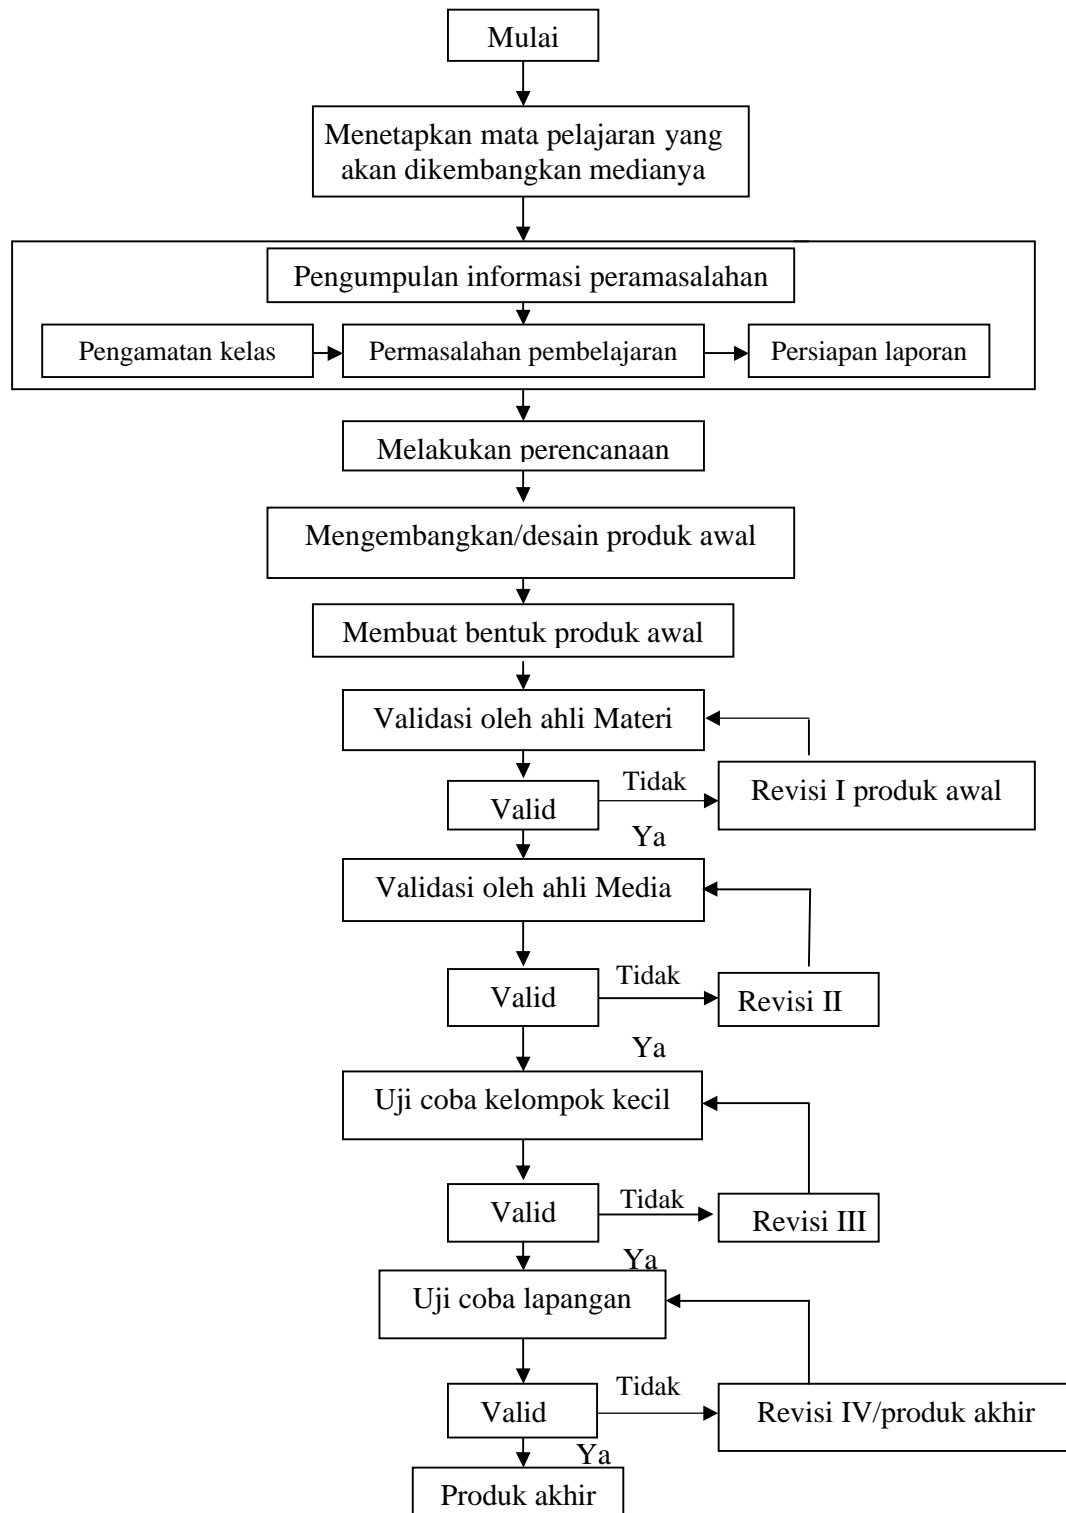 Mulai
Menetapkan mata pelajaran yang
akan dikembangkan medianya
Pengumpulan informasi peramasalahan
Pengamatan kelas
Permasalahan pembelajaran
Persiapan laporan
Melakukan perencanaan
Mengembangkan/desain produk awal
Membuat bentuk produk awal
Validasi oleh ahli Materi
Valid
Tidak
Revisi I produk awal
Ya
Validasi oleh ahli Media
Valid
Tidak
Revisi II
Ya
Uji coba kelompok kecil
Valid
Tidak
Revisi III
Ya
Uji coba lapangan
Valid
Tidak
Revisi IV/produk akhir
Ya
Produk akhir